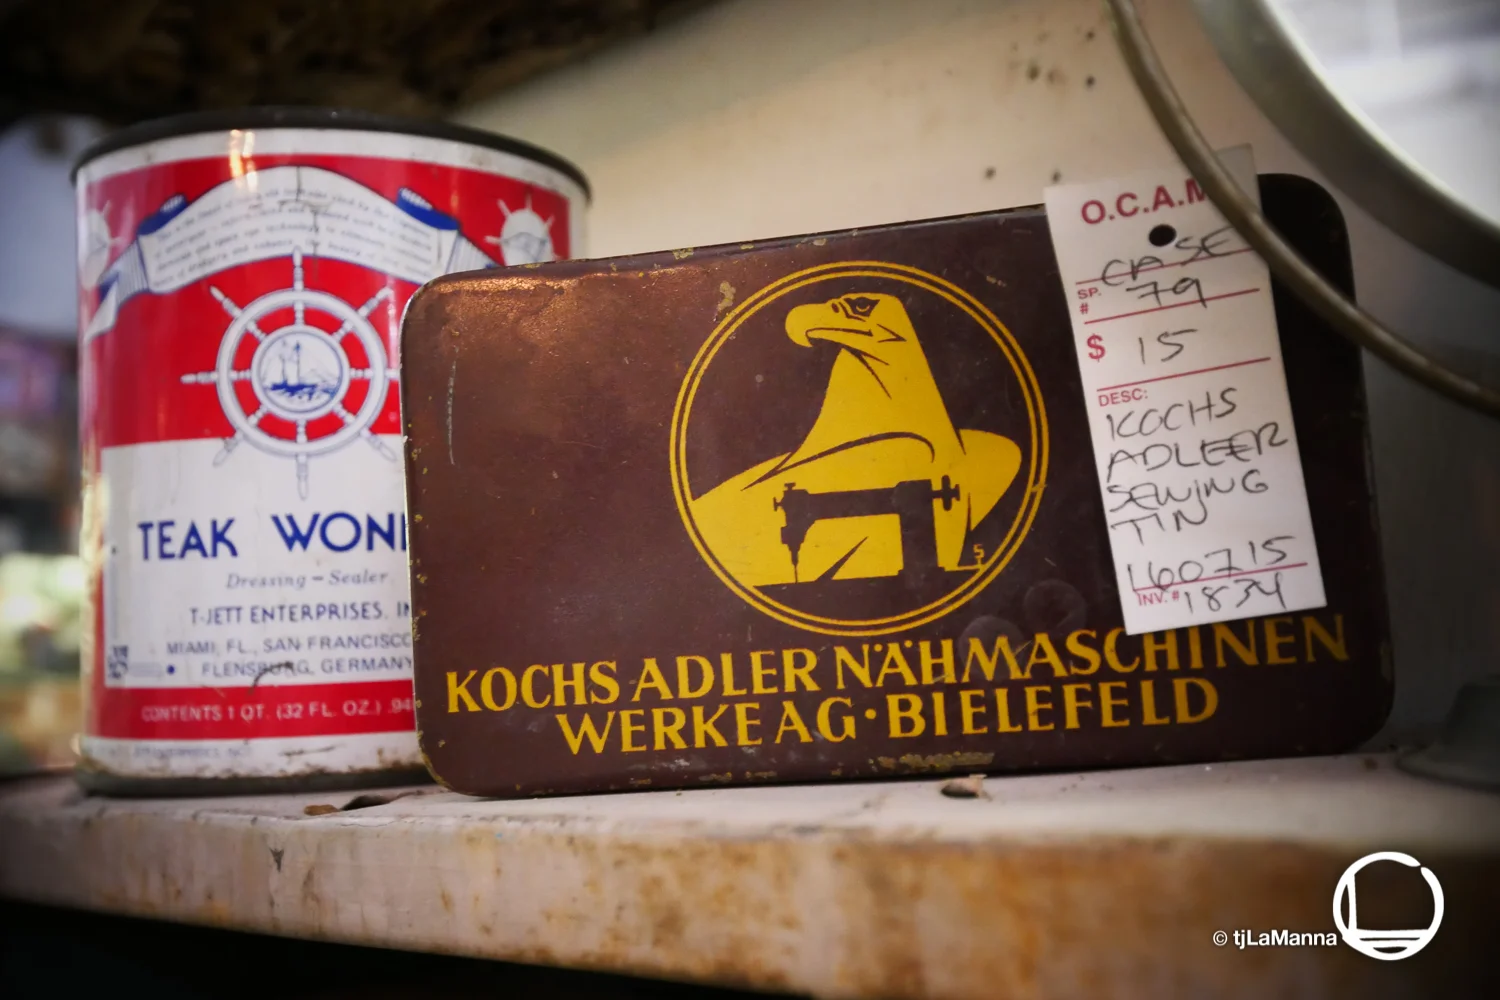 TEAK WON
Dressing – Sealer
T-JETT ENTERPRISES, IN
MIAMI, FL., SAN FRANCISCO
FLENSBURG, GERMANY
CONTENTS 1 QT. (32 FL. OZ.) .94
KOCHS ADLER NÄHMASCHINEN
WERKE AG · BIELEFELD
O.C.A.M
SP. # CASE 79
$ 15
DESC:
KOCHS
ADLEER
SEWING
TIN
160715
INV. # 1834
© tjLaManna